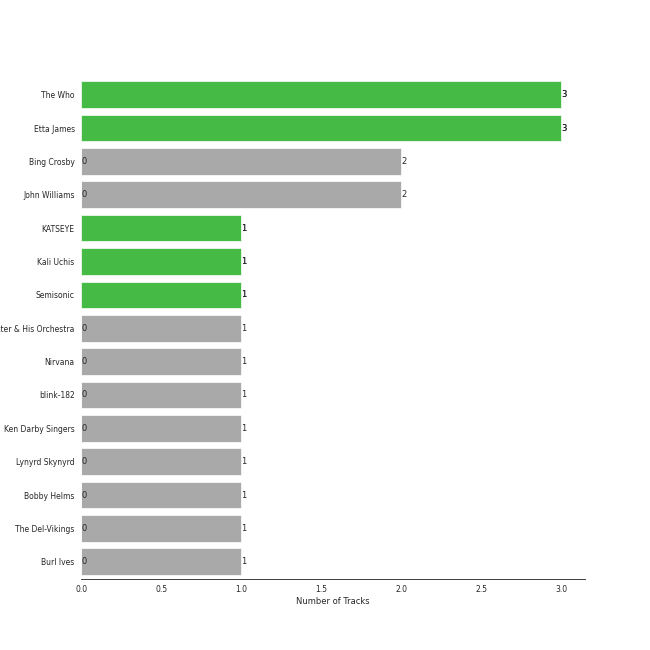 The Who 3
Etta James 3
Bing Crosby 0 2
John Williams 0 2
KATSEYE 1
Kali Uchis 1
Semisonic 1
& His Orchestra 0 1
Nirvana 0 1
blink-182 0 1
Ken Darby Singers 0 1
Lynyrd Skynyrd 0 1
Bobby Helms 0 1
The Del-Vikings 0 1
Burl Ives 0 1
0.0 0.5 1.0 1.5 2.0 2.5 3.0
Number of Tracks